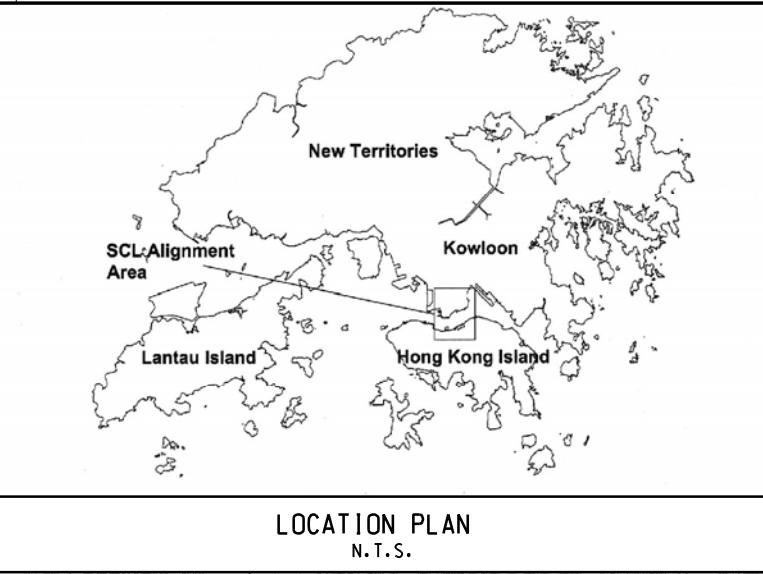 New Territories
Kowloon
SCL Alignment
Area
Lantau Island
Hong Kong Island
LOCATION PLAN
N.T.S.